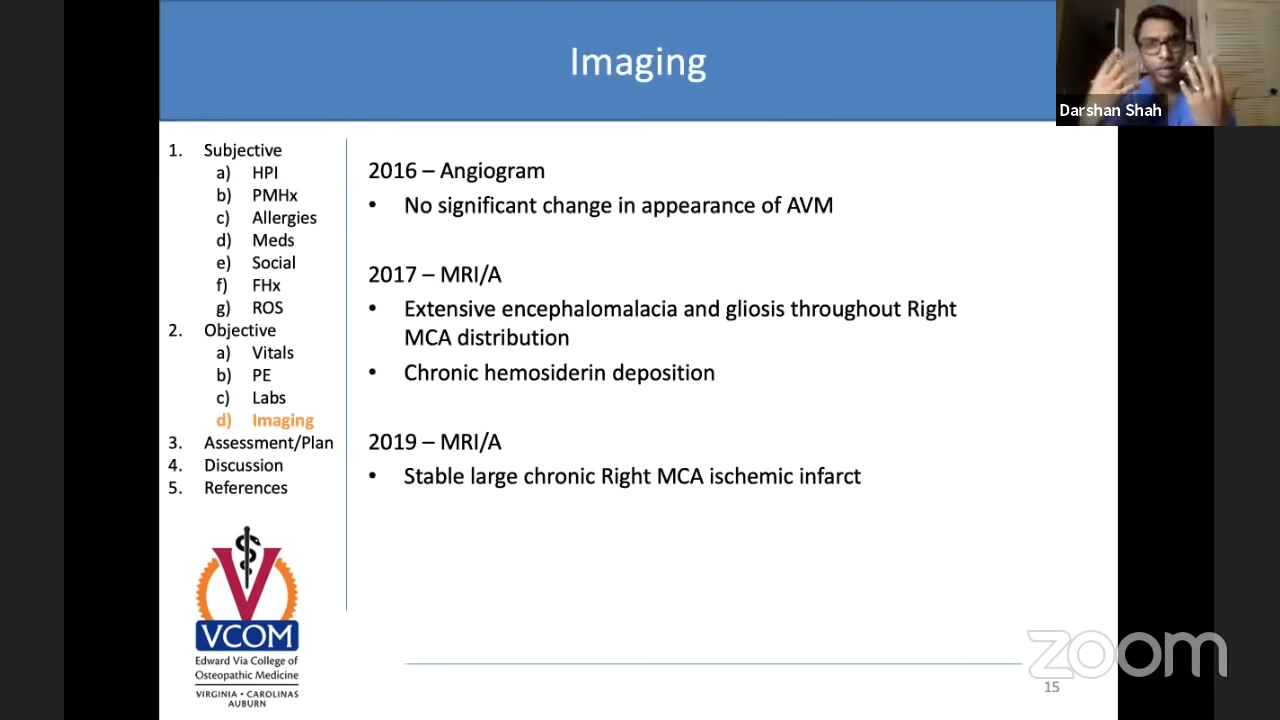 Imaging
Darshan Shah
1. Subjective
a) HPI
b) PMHx
c) Allergies
d) Meds
e) Social
f) FHx
g) ROS
2. Objective
a) Vitals
b) PE
c) Labs
d) Imaging
3. Assessment/Plan
4. Discussion
5. References
2016 – Angiogram
• No significant change in appearance of AVM
2017 – MRI/A
• Extensive encephalomalacia and gliosis throughout Right
MCA distribution
• Chronic hemosiderin deposition
2019 – MRI/A
• Stable large chronic Right MCA ischemic infarct
V
VCOM
Edward Via College of
Osteopathic Medicine
VIRGINIA • CAROLINAS
AUBURN
zoom
15